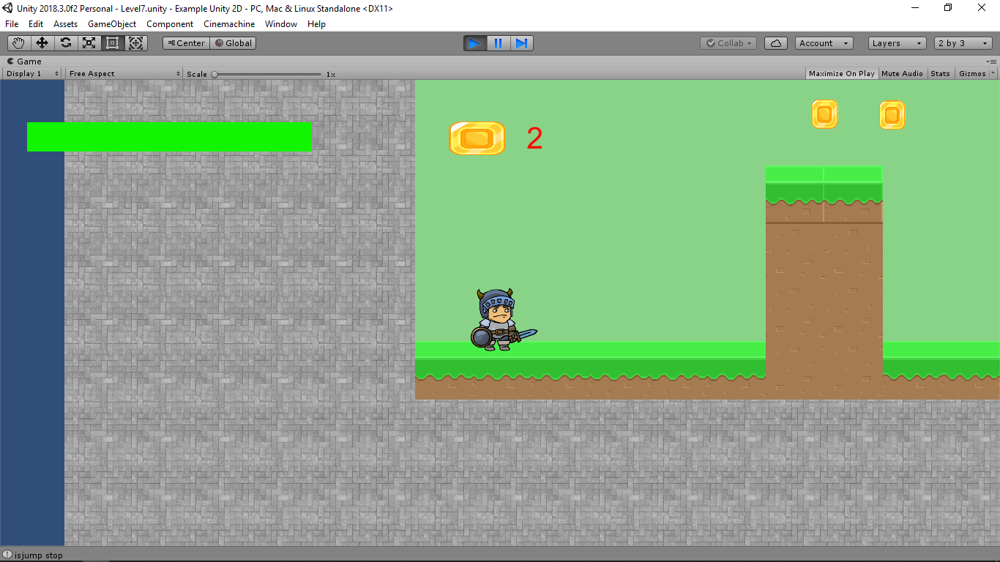 Unity 2018.3.0f2 Personal - Level7.unity - Example Unity 2D - PC, Mac & Linux Standalone <DX11>
File Edit Assets GameObject Component Cinemachine Window Help
Center Global Collab Account Layers 2 by 3
Game
Display 1 Free Aspect Scale 1x Maximize On Play Mute Audio Stats Gizmos
2
isjump stop